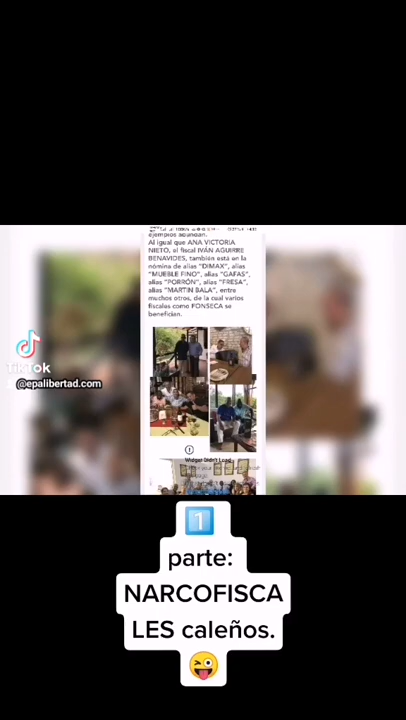 ejemplos abundan.
Al igual que ANA VICTORIA
NIETO, el fiscal IVÁN AGUIRRE
BENAVIDES, también está en la
nómina de alias “DIMAX”, alias
“MUEBLE FINO”, alias “GAFAS”,
alias “PORRÓN”, alias “FRESA”,
alias “MARTIN BALA”, entre
muchos otros, de la cual varios
fiscales como FONSECA se
benefician.
TikTok
@epalibertad.com
Widget Didn't Load
1
parte:
NARCOFISCA
LES caleños.